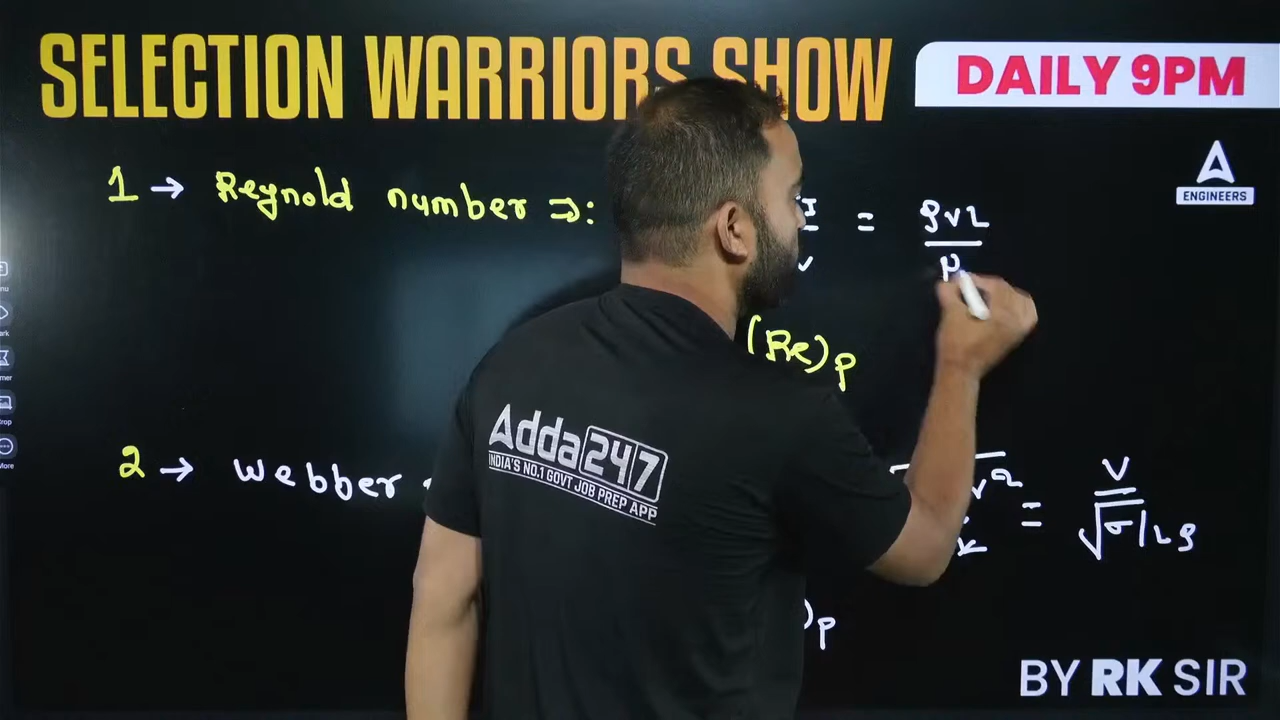 SELECTION WARRIORS SHOW
DAILY 9PM
ENGINEERS
1 → Reynold number ⇒: I = ρVL
v μ
(Re)p
2 → webber
v² = V
√σ/Lρ
)p
Adda247
INDIA'S NO.1 GOVT JOB PREP APP
BY RK SIR